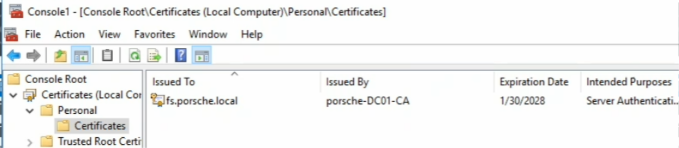 Console1 - [Console Root\Certificates (Local Computer)\Personal\Certificates]
File Action View Favorites Window Help
Console Root
Certificates (Local Cor
Personal
Certificates
Trusted Root Certi
Issued To Issued By Expiration Date Intended Purposes
fs.porsche.local porsche-DC01-CA 1/30/2028 Server Authenticati...